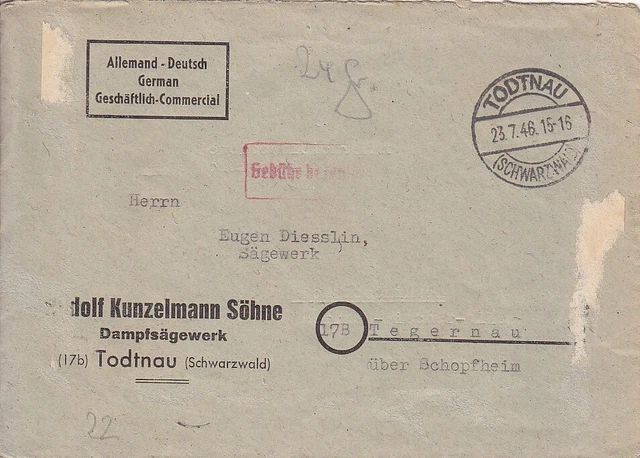 Allemand - Deutsch
German
Geschäftlich-Commercial
24
TODTNAU
23.7.46.15-16
(SCHWARZWALD)
Gebühr
Herrn
Eugen Diesslin,
Sägewerk
dolf Kunzelmann Söhne
Dampfsägewerk
(17b) Todtnau (Schwarzwald)
17B Tegernau
über Schopfheim
22